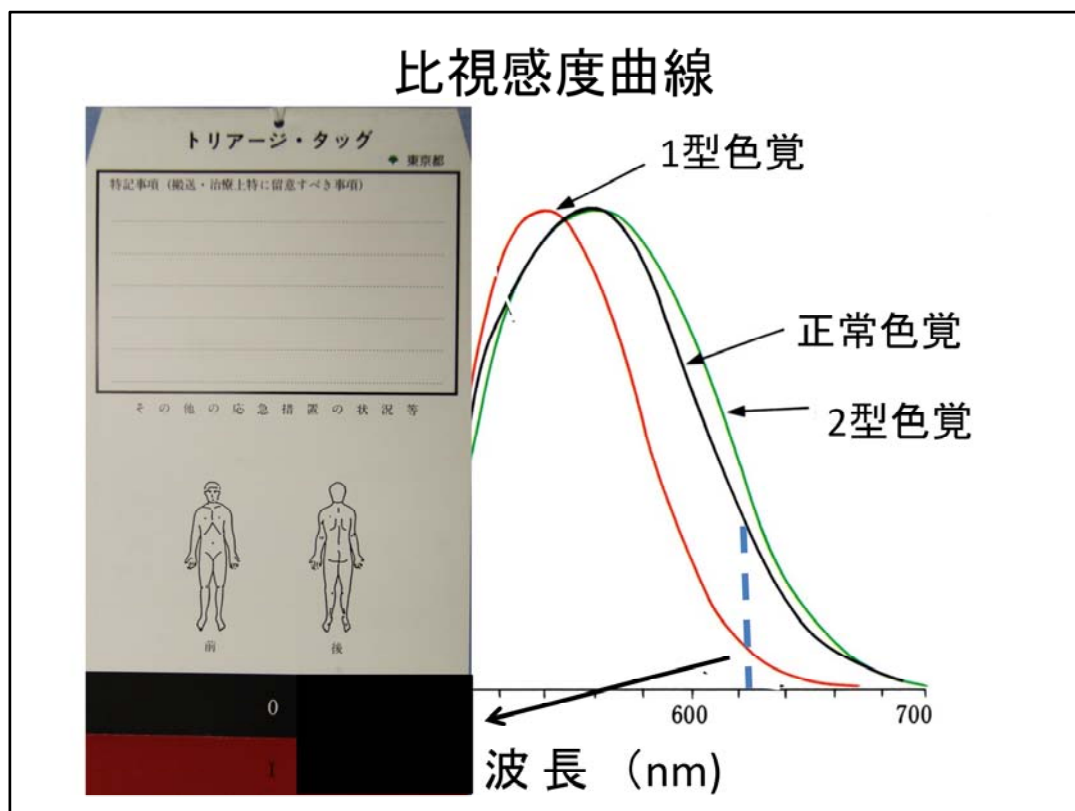 比視感度曲線
トリアージ・タッグ
東京都
特記事項（搬送・治療上特に留意すべき事項）
その他の応急措置の状況等
前
後
0
I
1型色覚
正常色覚
2型色覚
600
700
波長 （nm)